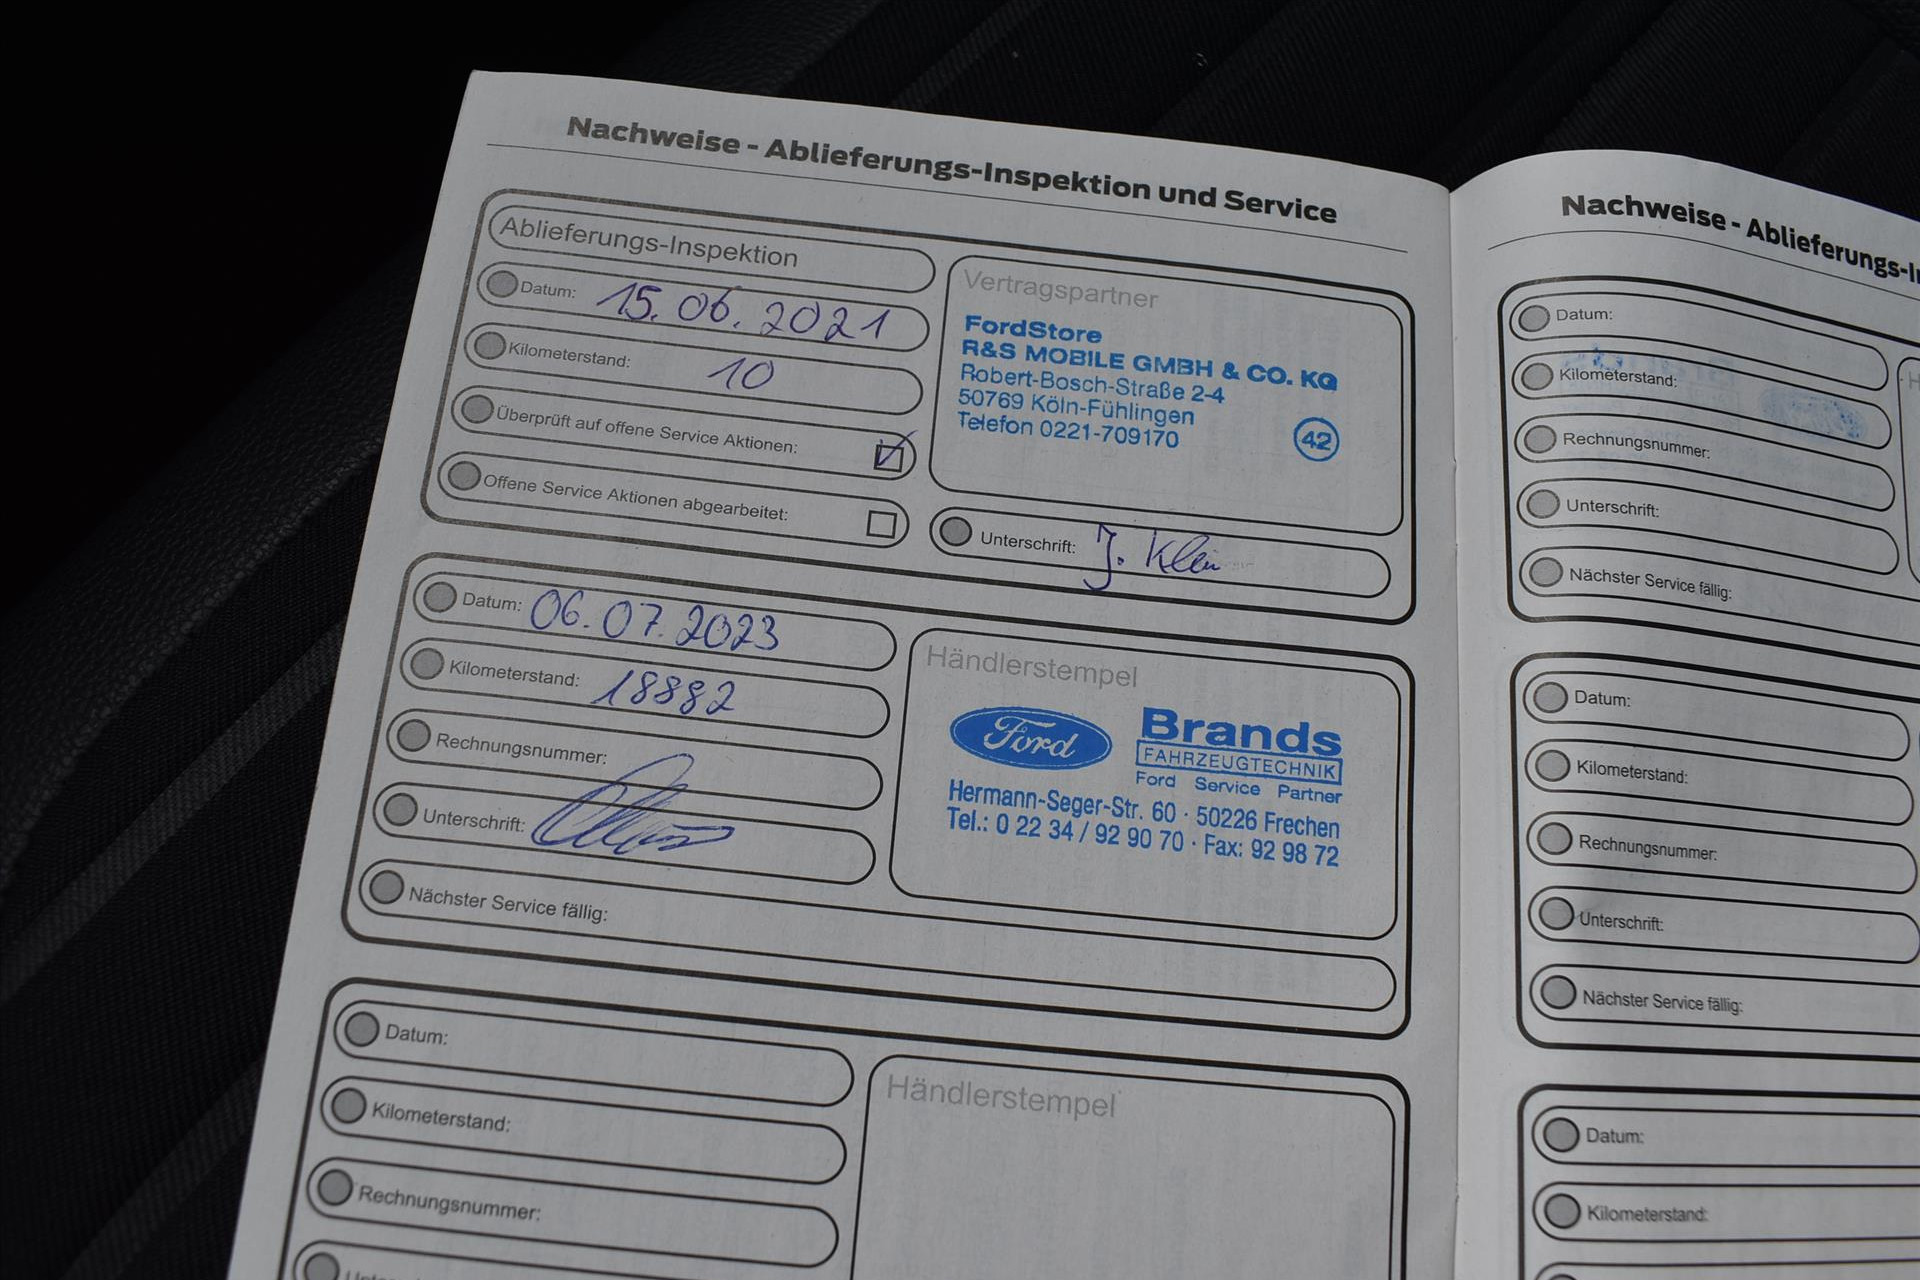 Nachweise - Ablieferungs-Inspektion und Service
Ablieferungs-Inspektion
Datum: 15.06.2021
Kilometerstand: 10
Überprüft auf offene Service Aktionen:
Offene Service Aktionen abgearbeitet:
Vertragspartner
FordStore
R&S MOBILE GMBH & CO. KG
Robert-Bosch-Straße 2-4
50769 Köln-Fühlingen
Telefon 0221-709170
42
Unterschrift: J. Klein
Datum: 06.07.2023
Kilometerstand: 18882
Rechnungsnummer:
Unterschrift:
Nächster Service fällig:
Händlerstempel
Ford
Brands
FAHRZEUGTECHNIK
Ford Service Partner
Hermann-Seger-Str. 60 · 50226 Frechen
Tel.: 0 22 34 / 92 90 70 · Fax: 92 98 72
Datum:
Kilometerstand:
Rechnungsnummer:
Händlerstempel
Nachweise - Ablieferungs-
Datum:
Kilometerstand:
Rechnungsnummer:
Unterschrift:
Nächster Service fällig:
Datum:
Kilometerstand:
Rechnungsnummer:
Unterschrift:
Nächster Service fällig:
Datum:
Kilometerstand: